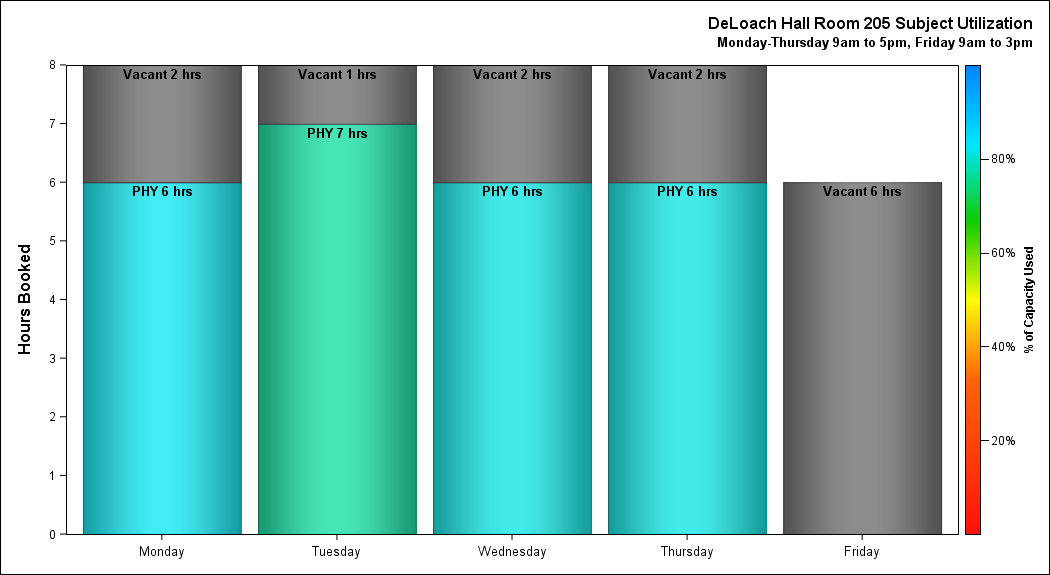 DeLoach Hall Room 205 Subject Utilization
Monday-Thursday 9am to 5pm, Friday 9am to 3pm
8
7
6
5
4
3
2
1
0
Hours Booked
Vacant 2 hrs
PHY 6 hrs
Vacant 1 hrs
PHY 7 hrs
Vacant 2 hrs
PHY 6 hrs
Vacant 2 hrs
PHY 6 hrs
Vacant 6 hrs
Monday
Tuesday
Wednesday
Thursday
Friday
80%
60%
40%
20%
% of Capacity Used